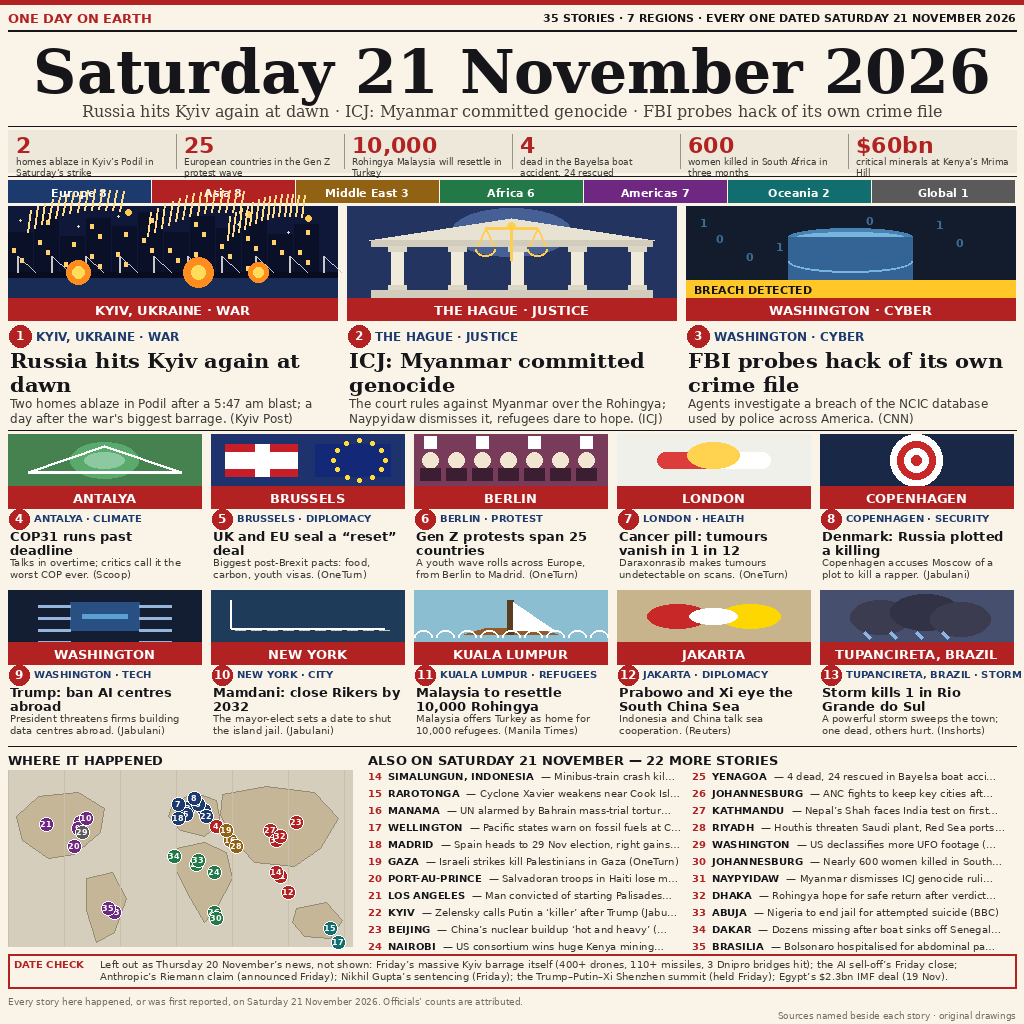 ONE DAY ON EARTH
35 STORIES · 7 REGIONS · EVERY ONE DATED SATURDAY 21 NOVEMBER 2026
Saturday 21 November 2026
Russia hits Kyiv again at dawn · ICJ: Myanmar committed genocide · FBI probes hack of its own crime file
2
homes ablaze in Kyiv's Podil in
Saturday's strike
25
European countries in the Gen Z
protest wave
10,000
Rohingya Malaysia will resettle in
Turkey
4
dead in the Bayelsa boat
accident, 24 rescued
600
women killed in South Africa in
three months
$60bn
critical minerals at Kenya's Mrima
Hill
Europe 8
Asia 8
Middle East 3
Africa 6
Americas 7
Oceania 2
Global 1
1 0 0 1 0 1 0
BREACH DETECTED
KYIV, UKRAINE · WAR
THE HAGUE · JUSTICE
WASHINGTON · CYBER
1 KYIV, UKRAINE · WAR
Russia hits Kyiv again at
dawn
Two homes ablaze in Podil after a 5:47 am blast; a
day after the war's biggest barrage. (Kyiv Post)
2 THE HAGUE · JUSTICE
ICJ: Myanmar committed
genocide
The court rules against Myanmar over the Rohingya;
Naypyidaw dismisses it, refugees dare to hope. (ICJ)
3 WASHINGTON · CYBER
FBI probes hack of its own
crime file
Agents investigate a breach of the NCIC database
used by police across America. (CNN)
ANTALYA
4 ANTALYA · CLIMATE
COP31 runs past
deadline
Talks in overtime; critics call it the
worst COP ever. (Scoop)
BRUSSELS
5 BRUSSELS · DIPLOMACY
UK and EU seal a “reset”
deal
Biggest post-Brexit pacts: food,
carbon, youth visas. (OneTurn)
BERLIN
6 BERLIN · PROTEST
Gen Z protests span 25
countries
A youth wave rolls across Europe,
from Berlin to Madrid. (OneTurn)
LONDON
7 LONDON · HEALTH
Cancer pill: tumours
vanish in 1 in 12
Daraxonrasib makes tumours
undetectable on scans. (OneTurn)
COPENHAGEN
8 COPENHAGEN · SECURITY
Denmark: Russia plotted
a killing
Copenhagen accuses Moscow of a
plot to kill a rapper. (Jabulani)
WASHINGTON
9 WASHINGTON · TECH
Trump: ban AI centres
abroad
President threatens firms building
data centres abroad. (Jabulani)
NEW YORK
10 NEW YORK · CITY
Mamdani: close Rikers by
2032
The mayor-elect sets a date to shut
the island jail. (Jabulani)
KUALA LUMPUR
11 KUALA LUMPUR · REFUGEES
Malaysia to resettle
10,000 Rohingya
Malaysia offers Turkey as home for
10,000 refugees. (Manila Times)
JAKARTA
12 JAKARTA · DIPLOMACY
Prabowo and Xi eye the
South China Sea
Indonesia and China talk sea
cooperation. (Reuters)
TUPANCIRETA, BRAZIL
13 TUPANCIRETA, BRAZIL · STORM
Storm kills 1 in Rio
Grande do Sul
A powerful storm sweeps the town;
one dead, others hurt. (Inshorts)
WHERE IT HAPPENED
21
10
29
20
7
8
18
22
4
19
28
27
32
23
34
33
24
14
12
30
35
15
17
ALSO ON SATURDAY 21 NOVEMBER — 22 MORE STORIES
14 SIMALUNGUN, INDONESIA — Minibus-train crash kil...
15 RAROTONGA — Cyclone Xavier weakens near Cook Isl...
16 MANAMA — UN alarmed by Bahrain mass-trial tortur...
17 WELLINGTON — Pacific states warn on fossil fuels at C...
18 MADRID — Spain heads to 29 Nov election, right gains...
19 GAZA — Israeli strikes kill Palestinians in Gaza (OneTurn)
20 PORT-AU-PRINCE — Salvadoran troops in Haiti lose m...
21 LOS ANGELES — Man convicted of starting Palisades...
22 KYIV — Zelensky calls Putin a ‘killer’ after Trump (Jabu...
23 BEIJING — China's nuclear buildup ‘hot and heavy’ (...
24 NAIROBI — US consortium wins huge Kenya mining...
25 YENAGOA — 4 dead, 24 rescued in Bayelsa boat acci...
26 JOHANNESBURG — ANC fights to keep key cities aft...
27 KATHMANDU — Nepal's Shah faces India test on first...
28 RIYADH — Houthis threaten Saudi plant, Red Sea ports...
29 WASHINGTON — US declassifies more UFO footage (...
30 JOHANNESBURG — Nearly 600 women killed in South...
31 NAYPYIDAW — Myanmar dismisses ICJ genocide ruli...
32 DHAKA — Rohingya hope for safe return after verdict...
33 ABUJA — Nigeria to end jail for attempted suicide (BBC)
34 DAKAR — Dozens missing after boat sinks off Senegal...
35 BRASILIA — Bolsonaro hospitalised for abdominal pa...
DATE CHECK
Left out as Thursday 20 November's news, not shown: Friday's massive Kyiv barrage itself (400+ drones, 110+ missiles, 3 Dnipro bridges hit); the AI sell-off's Friday close;
Anthropic's Riemann claim (announced Friday); Nikhil Gupta's sentencing (Friday); the Trump–Putin–Xi Shenzhen summit (held Friday); Egypt's $2.3bn IMF deal (19 Nov).
Every story here happened, or was first reported, on Saturday 21 November 2026. Officials' counts are attributed.
Sources named beside each story · original drawings